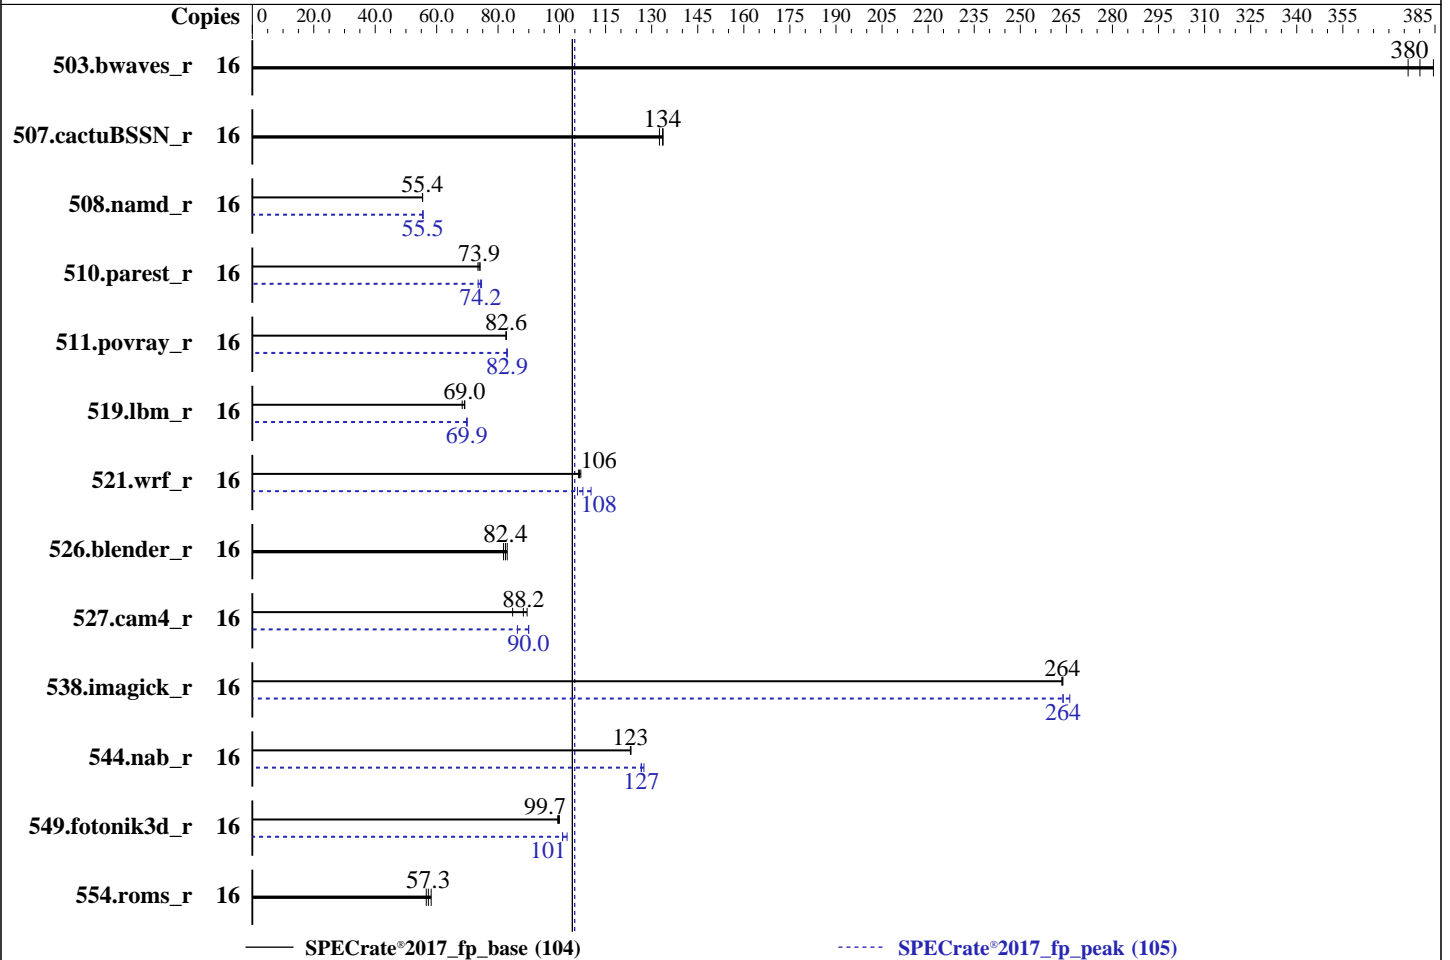 Copies 0 20.0 40.0 60.0 80.0 100 115 130 145 160 175 190 205 220 235 250 265 280 295 310 325 340 355 385
503.bwaves_r 16 380
507.cactuBSSN_r 16 134
508.namd_r 16 55.4
55.5
510.parest_r 16 73.9
74.2
511.povray_r 16 82.6
82.9
519.lbm_r 16 69.0
69.9
521.wrf_r 16 106
108
526.blender_r 16 82.4
527.cam4_r 16 88.2
90.0
538.imagick_r 16 264
264
544.nab_r 16 123
127
549.fotonik3d_r 16 99.7
101
554.roms_r 16 57.3
SPECrate®2017_fp_base (104) SPECrate®2017_fp_peak (105)